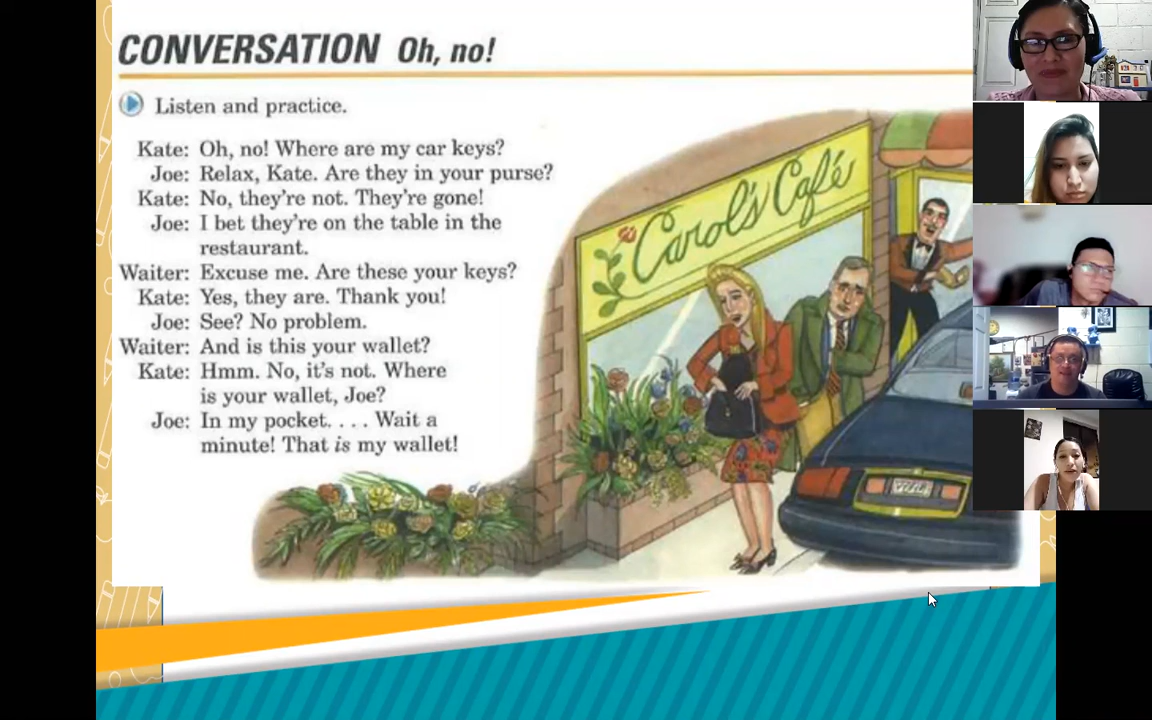 CONVERSATION Oh, no!
Listen and practice.
Kate: Oh, no! Where are my car keys?
Joe: Relax, Kate. Are they in your purse?
Kate: No, they're not. They're gone!
Joe: I bet they're on the table in the
restaurant.
Waiter: Excuse me. Are these your keys?
Kate: Yes, they are. Thank you!
Joe: See? No problem.
Waiter: And is this your wallet?
Kate: Hmm. No, it's not. Where
is your wallet, Joe?
Joe: In my pocket. . . . Wait a
minute! That is my wallet!
Carol's Café